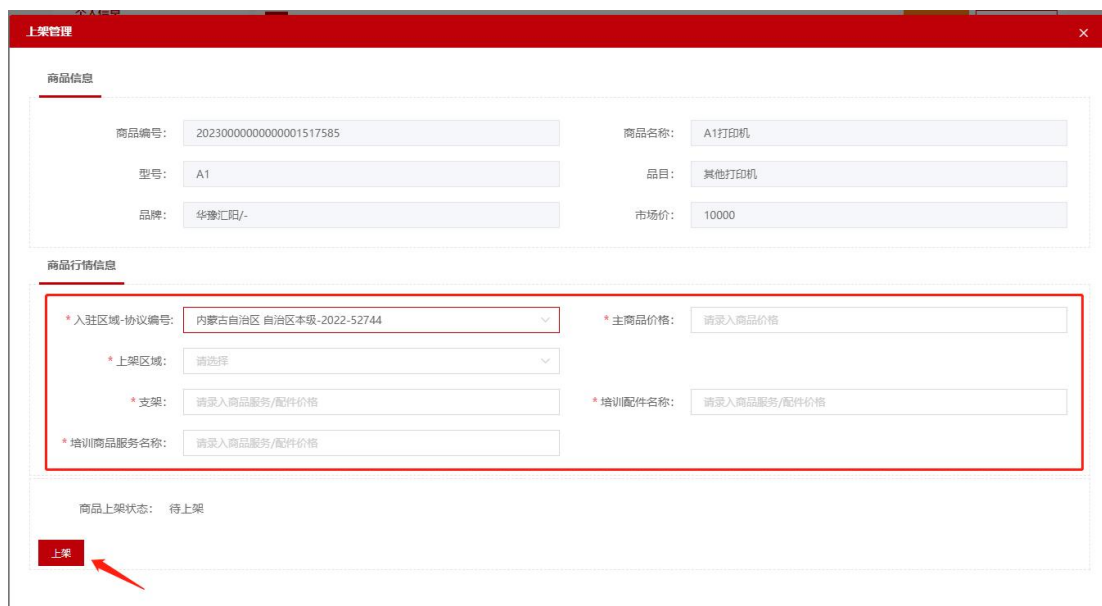 个人信息
上架管理
商品信息
商品编号： 20230000000000001517585 商品名称： A1打印机
型号： A1 品目： 其他打印机
品牌： 华豫汇阳/- 市场价： 10000
商品行情信息
* 入驻区域-协议编号： 内蒙古自治区 自治区本级-2022-52744 * 主商品价格： 请录入商品价格
* 上架区域： 请选择
* 支架： 请录入商品服务/配件价格 * 培训配件名称： 请录入商品服务/配件价格
* 培训商品服务名称： 请录入商品服务/配件价格
商品上架状态： 待上架
上架